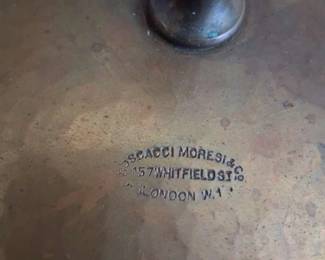 MORESI & CO
157 WHITFIELD ST
LONDON W.1